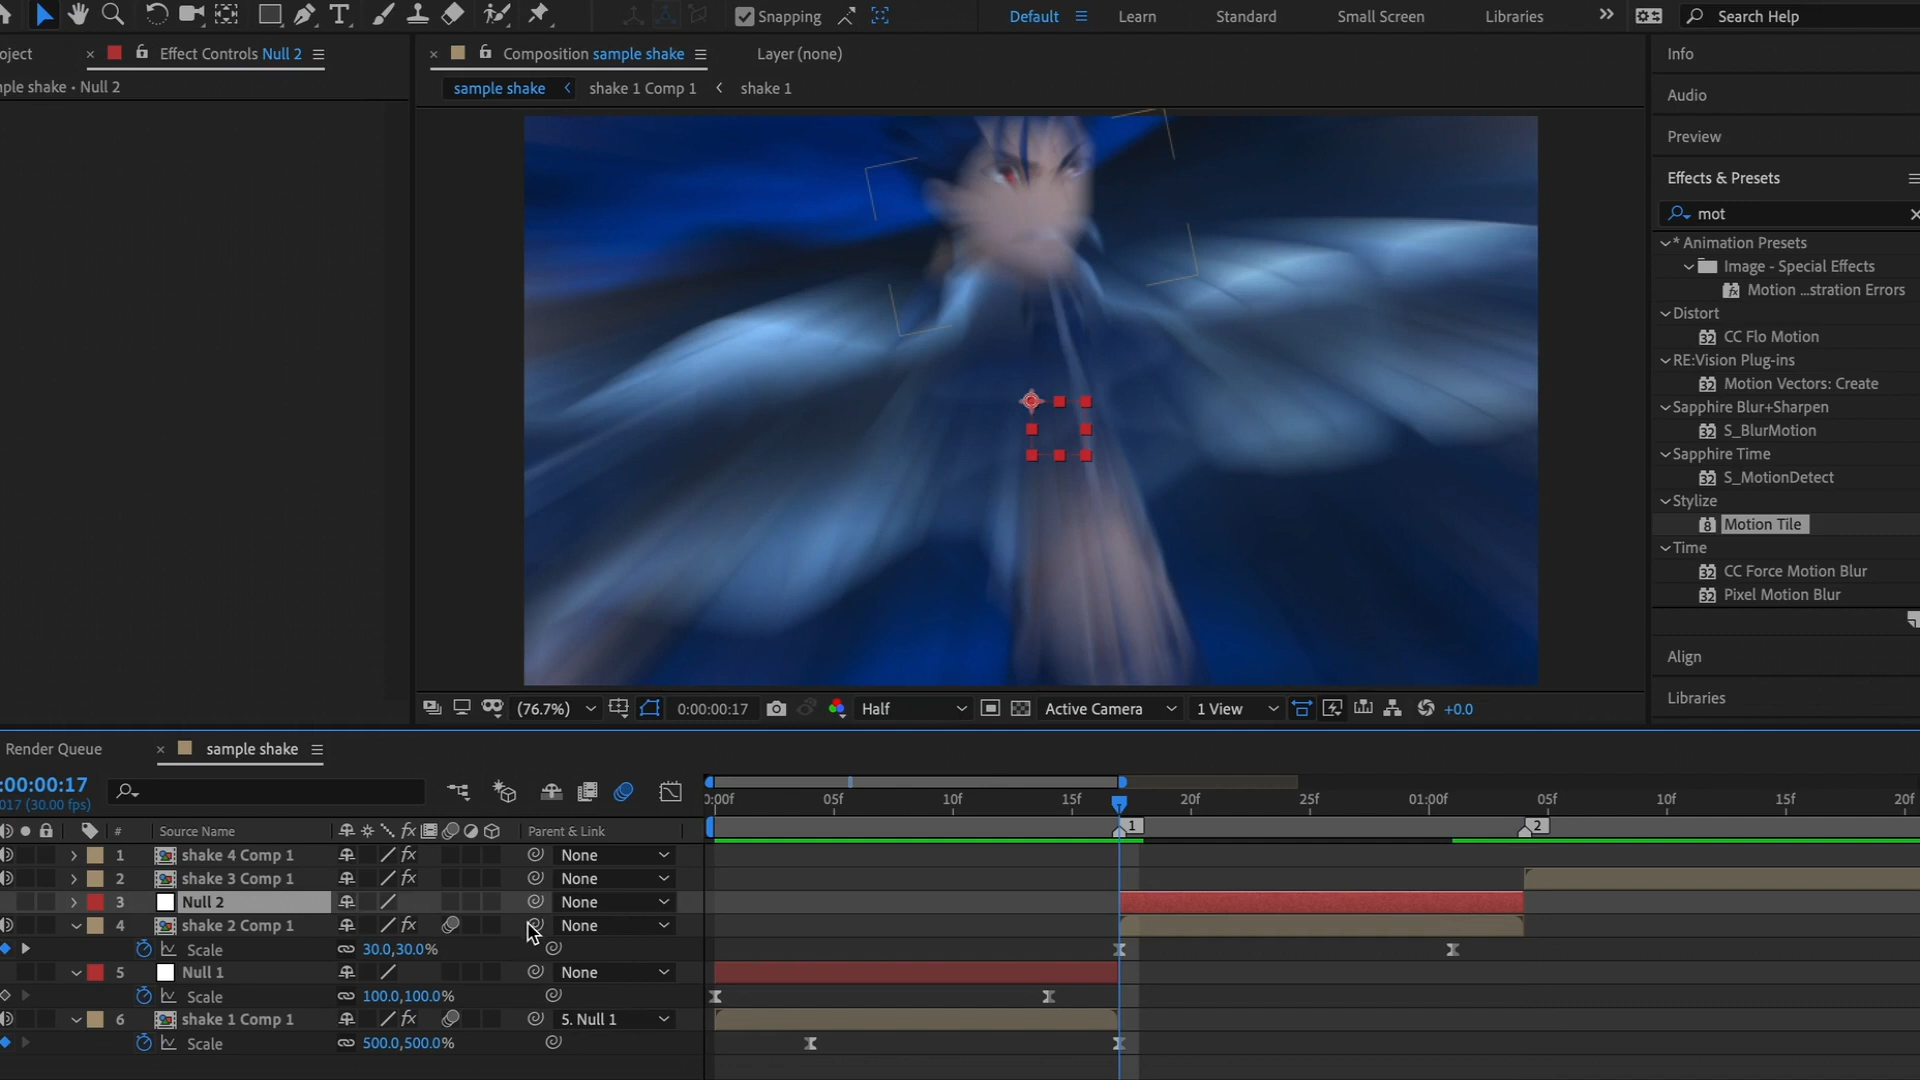 Snapping
Default
Learn
Standard
Small Screen
Libraries
Search Help
oject
Effect Controls Null 2
Composition sample shake
Layer (none)
Info
mple shake • Null 2
sample shake
shake 1 Comp 1
shake 1
Audio
Preview
Effects & Presets
mot
* Animation Presets
Image - Special Effects
Motion ...stration Errors
Distort
CC Flo Motion
RE:Vision Plug-ins
Motion Vectors: Create
Sapphire Blur+Sharpen
S_BlurMotion
Sapphire Time
S_MotionDetect
Stylize
Motion Tile
Time
CC Force Motion Blur
Pixel Motion Blur
Align
Libraries
(76.7%)
0:00:00:17
Half
Active Camera
1 View
+0.0
Render Queue
sample shake
:00:00:17
017 (30.00 fps)
0:00f 05f 10f 15f 20f 25f 01:00f 05f 10f 15f 20f
1 2
# Source Name fx Parent & Link
1 shake 4 Comp 1 fx None
2 shake 3 Comp 1 fx None
3 Null 2 None
4 shake 2 Comp 1 fx None
Scale 30.0,30.0%
5 Null 1 None
Scale 100.0,100.0%
6 shake 1 Comp 1 fx 5. Null 1
Scale 500.0,500.0%